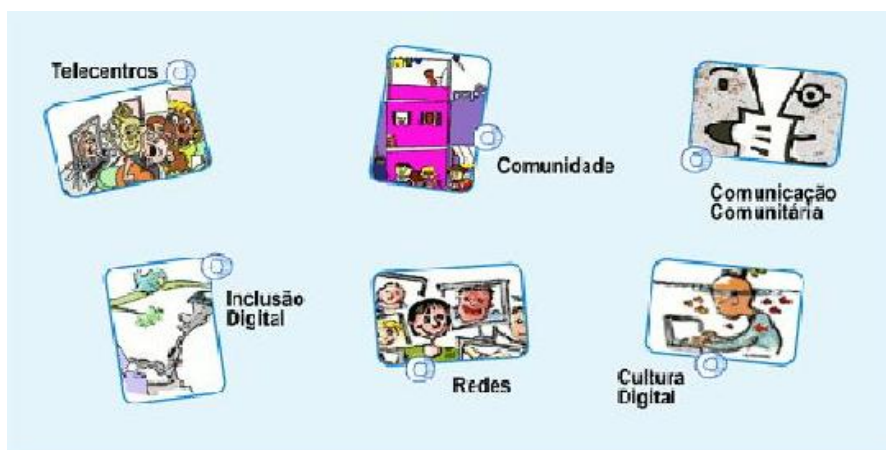 Telecentros
Comunidade
Comunicação
Comunitária
Inclusão
Digital
Redes
Cultura
Digital